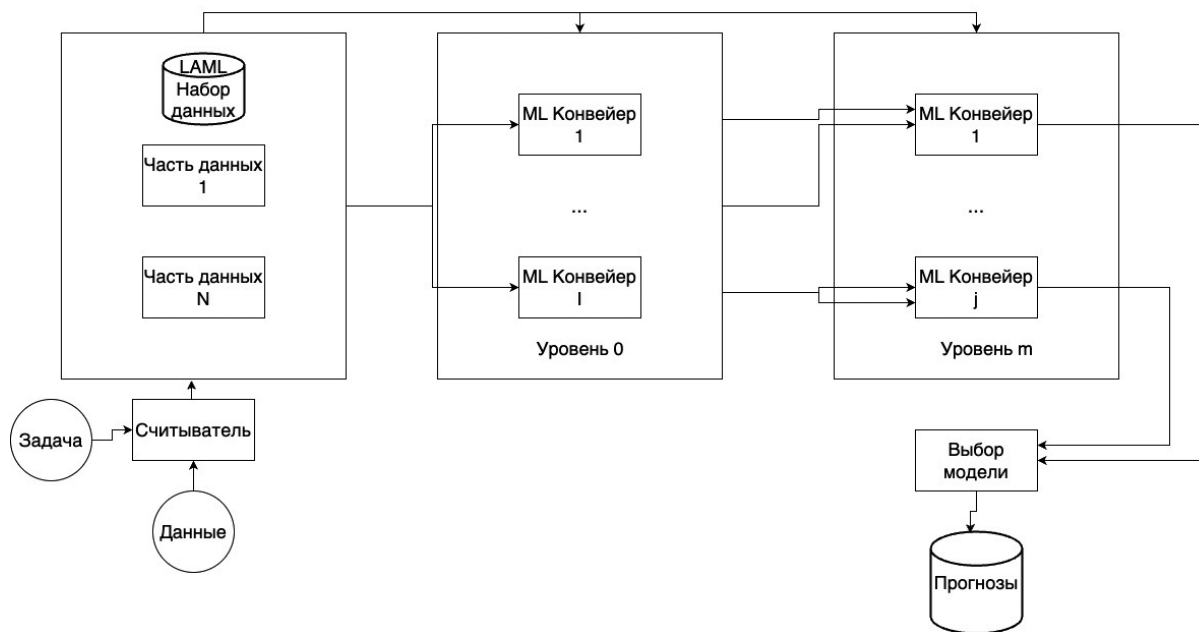 LAML
Набор
данных
Часть данных
1
Часть данных
N
ML Конвейер
1
...
ML Конвейер
I
Уровень 0
ML Конвейер
1
...
ML Конвейер
j
Уровень m
Задача
Считыватель
Данные
Выбор
модели
Прогнозы